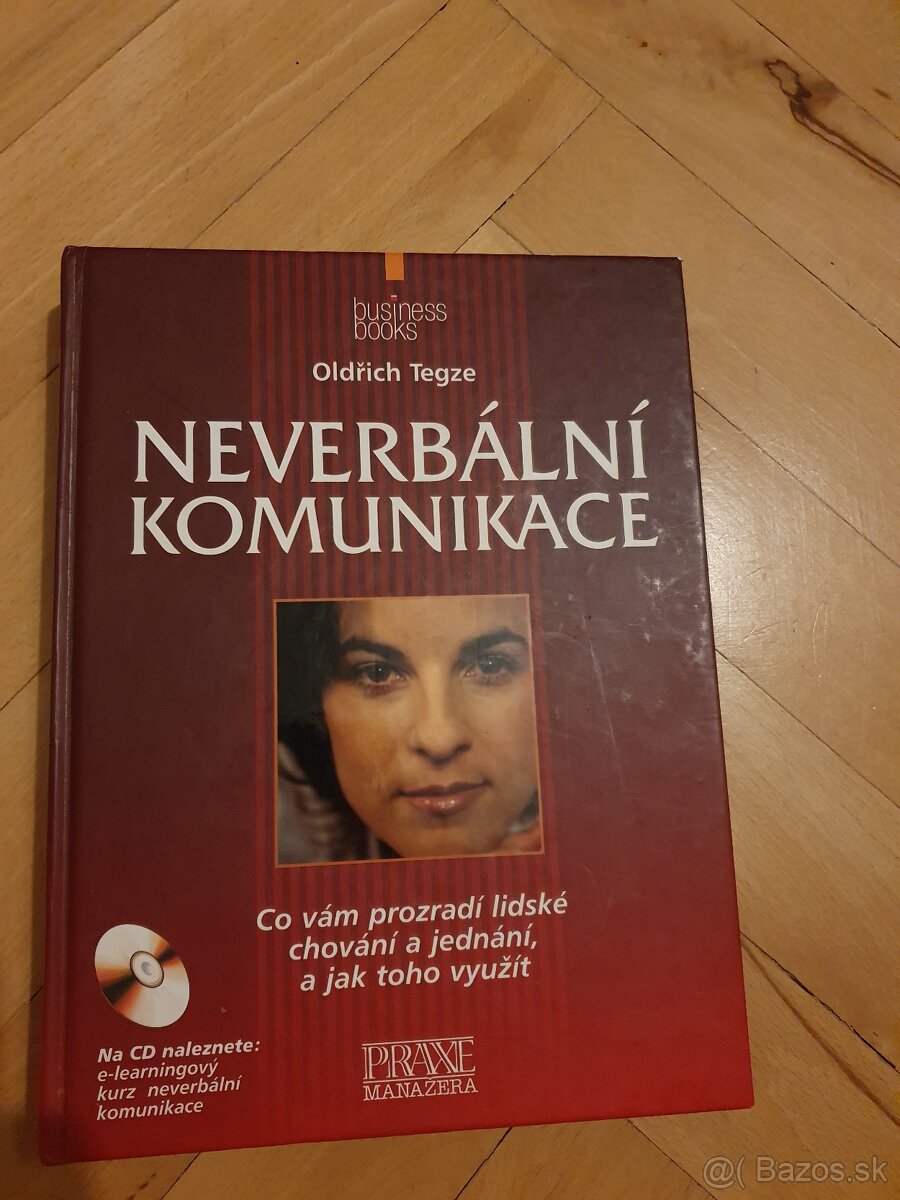 business
books
Oldřich Tegze
NEVERBÁLNÍ
KOMUNIKACE
Co vám prozradí lidské
chování a jednání,
a jak toho využít
Na CD naleznete:
e-learningový
kurz neverbální
komunikace
PRAXE
MANAŽERA
@( Bazos.sk